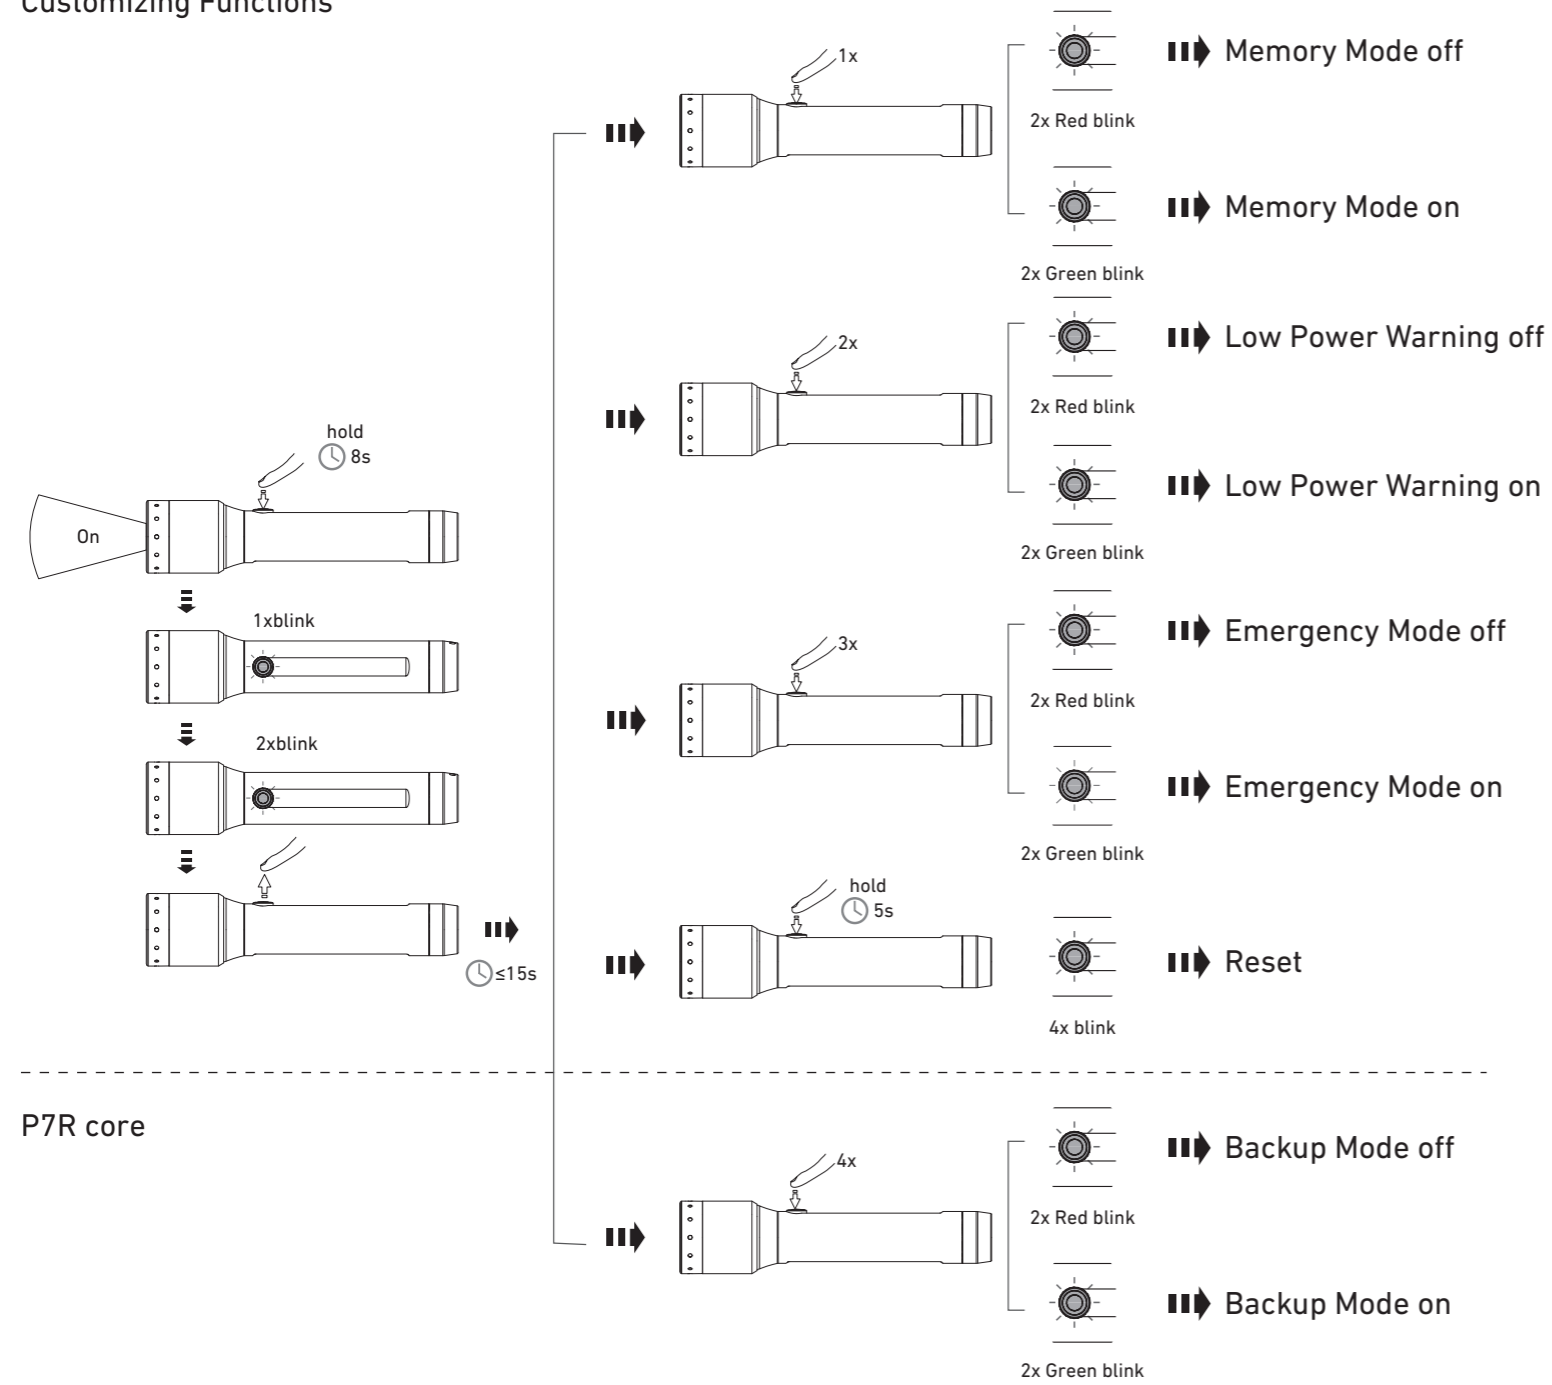 Customizing Functions
hold
8s
On
1xblink
2xblink
≤15s
1x
2x Red blink
Memory Mode off
2x Green blink
Memory Mode on
2x
2x Red blink
Low Power Warning off
2x Green blink
Low Power Warning on
3x
2x Red blink
Emergency Mode off
2x Green blink
Emergency Mode on
hold
5s
4x blink
Reset
P7R core
4x
2x Red blink
Backup Mode off
2x Green blink
Backup Mode on